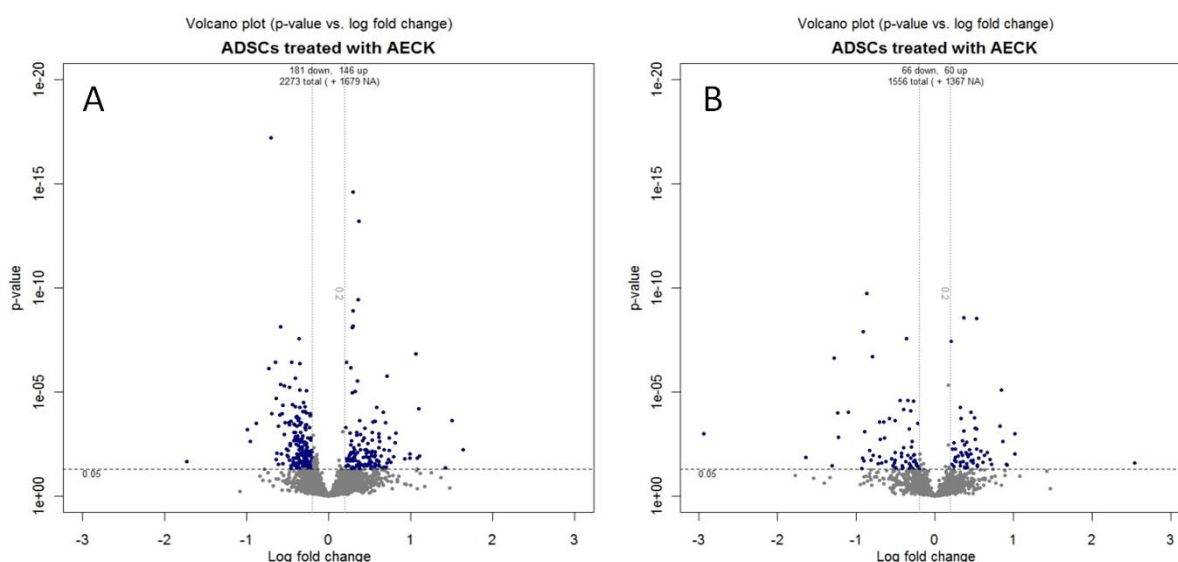 Volcano plot (p-value vs. log fold change)
ADSCs treated with AECK
181 down, 146 up
2273 total ( + 1679 NA)
A
1e-20
1e-15
1e-10
1e-05
1e+00
p-value
0.2
0.05
-3 -2 -1 0 1 2 3
Log fold change
Volcano plot (p-value vs. log fold change)
ADSCs treated with AECK
66 down, 60 up
1556 total ( + 1367 NA)
B
1e-20
1e-15
1e-10
1e-05
1e+00
p-value
0.2
0.05
-3 -2 -1 0 1 2 3
Log fold change